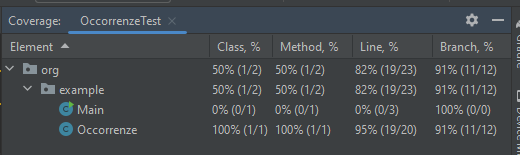 Coverage: OccorrenzeTest
Element Class, % Method, % Line, % Branch, %
org 50% (1/2) 50% (1/2) 82% (19/23) 91% (11/12)
example 50% (1/2) 50% (1/2) 82% (19/23) 91% (11/12)
Main 0% (0/1) 0% (0/1) 0% (0/3) 100% (0/0)
Occorrenze 100% (1/1) 100% (1/1) 95% (19/20) 91% (11/12)